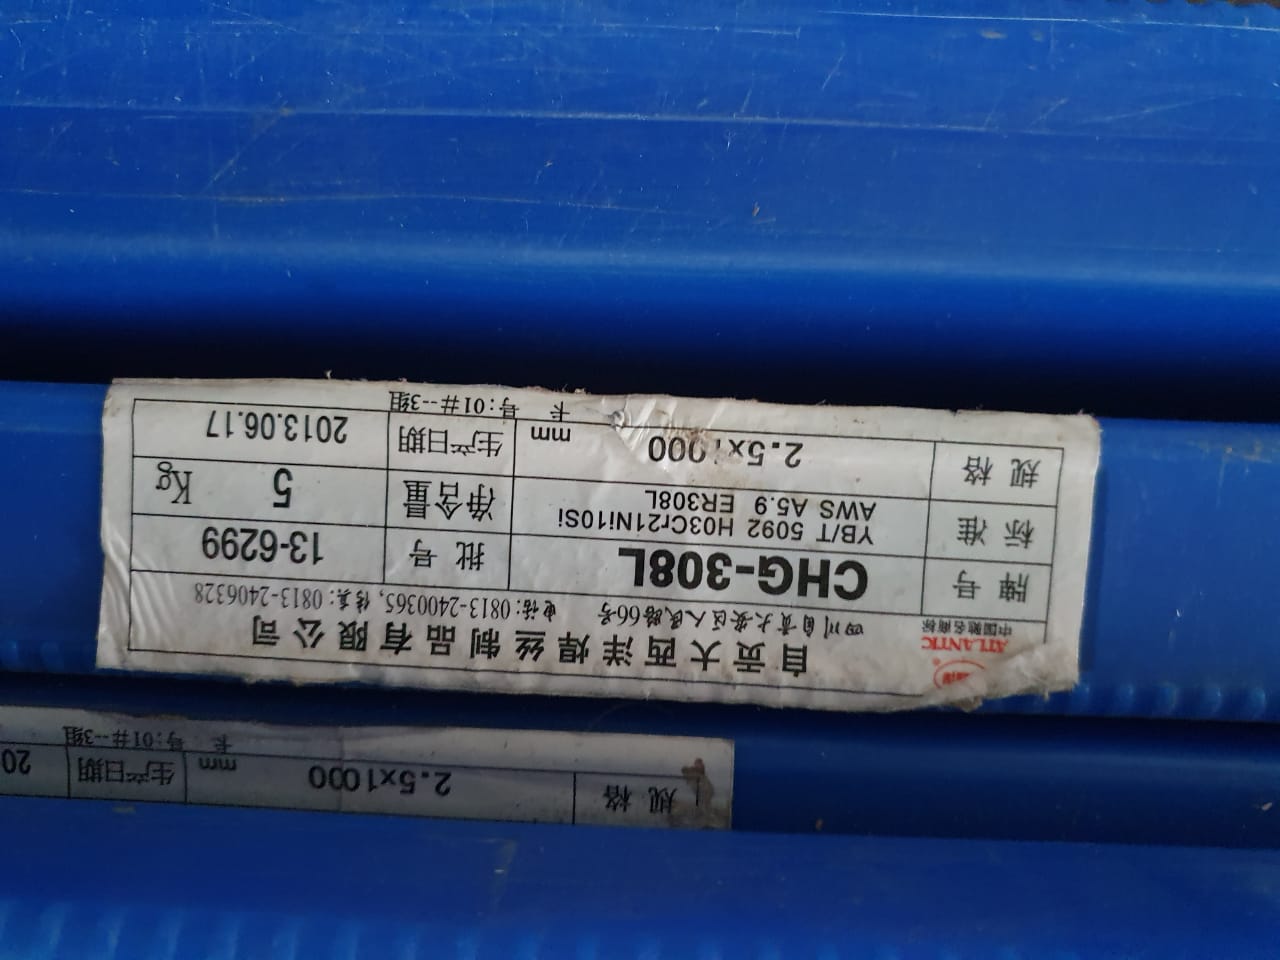 大西洋®
ATLANTIC
中国驰名商标
自贡大西洋焊丝制品有限公司
四川自贡大安区人民路66号 电话:0813-2400365,传真:0813-2406328
牌号 CHG-308L 批号 13-6299
标准 YB/T 5092 H03Cr21Ni10Si 净含量 5 Kg
AWS A5.9 ER308L
规格 2.5x1000 mm 生产日期 2013.06.17
卡号:01#--3组
规格 2.5x1000 mm 生产日期 20
卡号:01#--3组